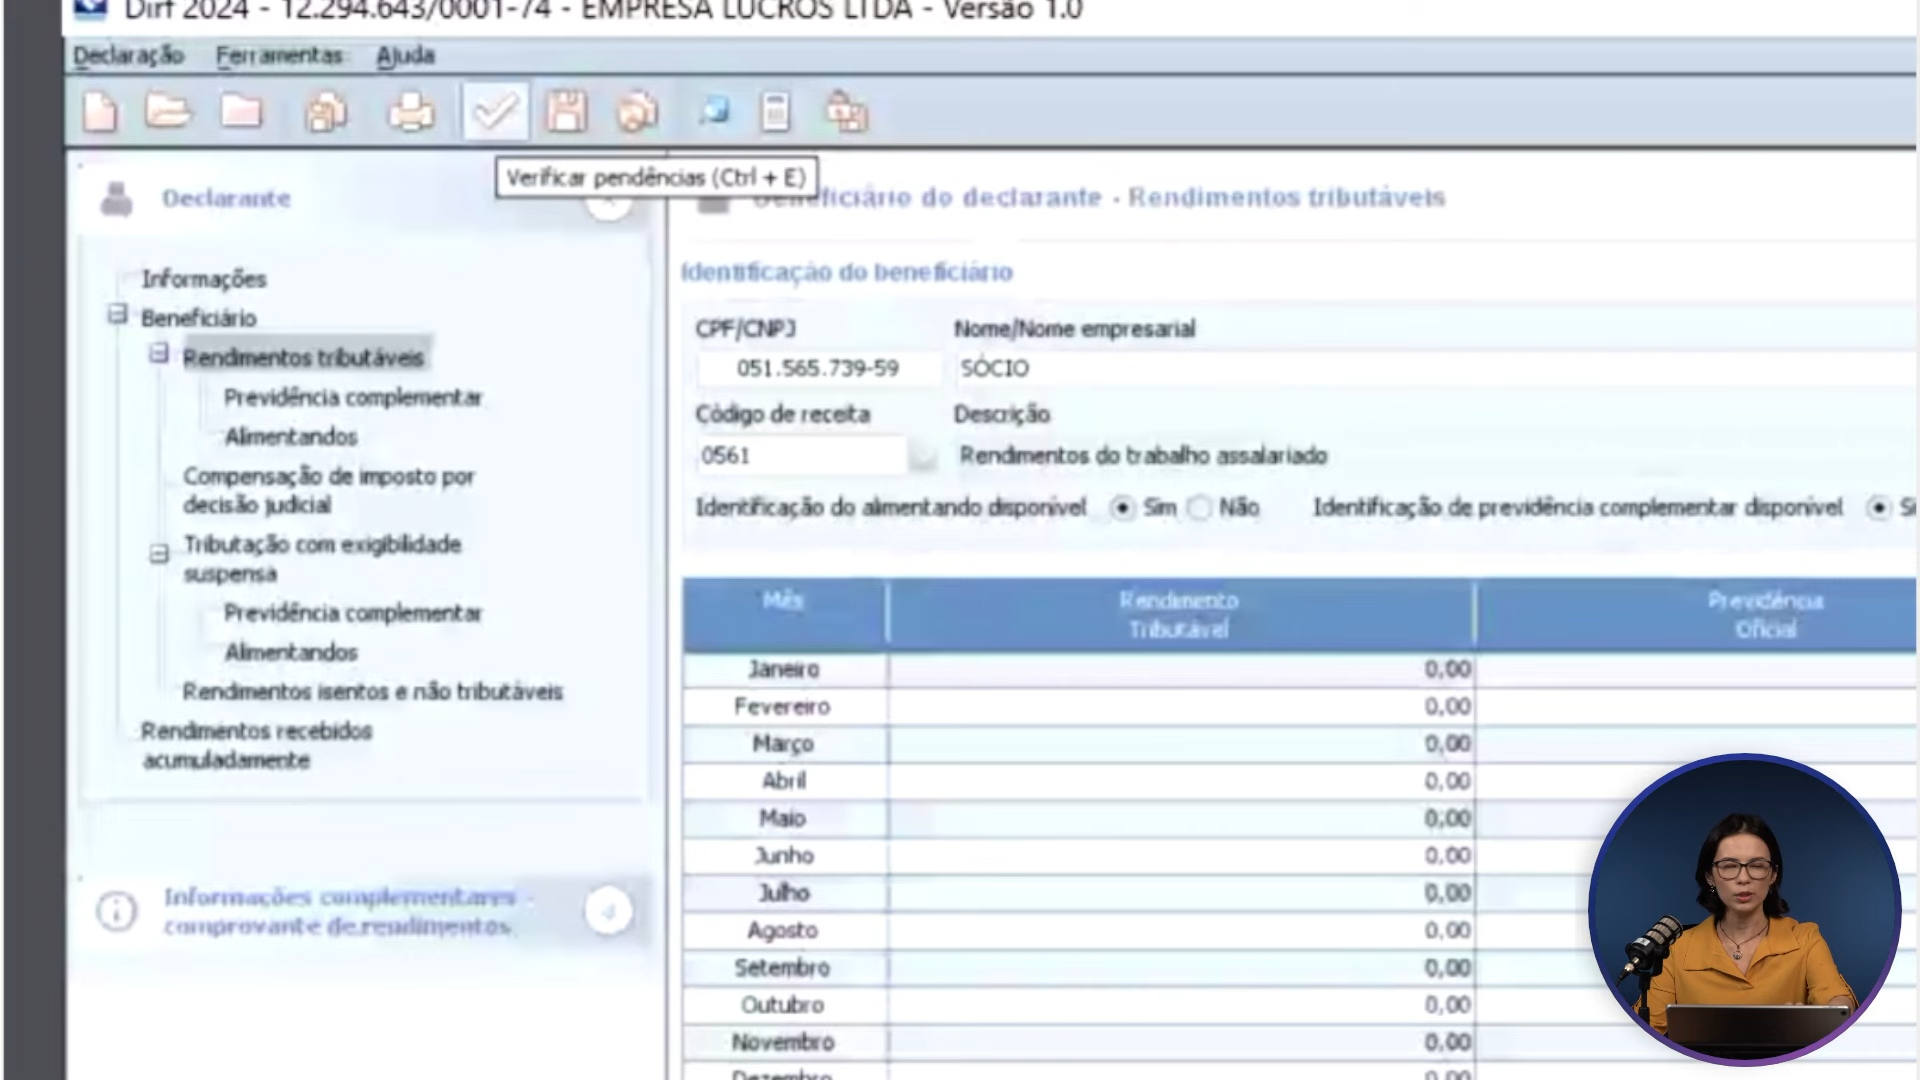 Dirf 2024 - 12.294.643/0001-74 - EMPRESA LUCROS LTDA - Versão 1.0
Declaração Ferramentas Ajuda
Verificar pendências (Ctrl + E)
Declarante
Informações
Beneficiário
Rendimentos tributáveis
Previdência complementar
Alimentandos
Compensação de imposto por
decisão judicial
Tributação com exigibilidade
suspensa
Previdência complementar
Alimentandos
Rendimentos isentos e não tributáveis
Rendimentos recebidos
acumuladamente
Informações complementares -
comprovante de rendimentos
Beneficiário do declarante - Rendimentos tributáveis
Identificação do beneficiário
CPF/CNPJ Nome/Nome empresarial
051.565.739-59 SÓCIO
Código de receita Descrição
0561 Rendimentos do trabalho assalariado
Identificação do alimentando disponível Sim Não Identificação de previdência complementar disponível S
Mês Rendimento Tributável Previdência Oficial
Janeiro 0,00
Fevereiro 0,00
Março 0,00
Abril 0,00
Maio 0,00
Junho 0,00
Julho 0,00
Agosto 0,00
Setembro 0,00
Outubro 0,00
Novembro 0,00
Dezembro 0,00